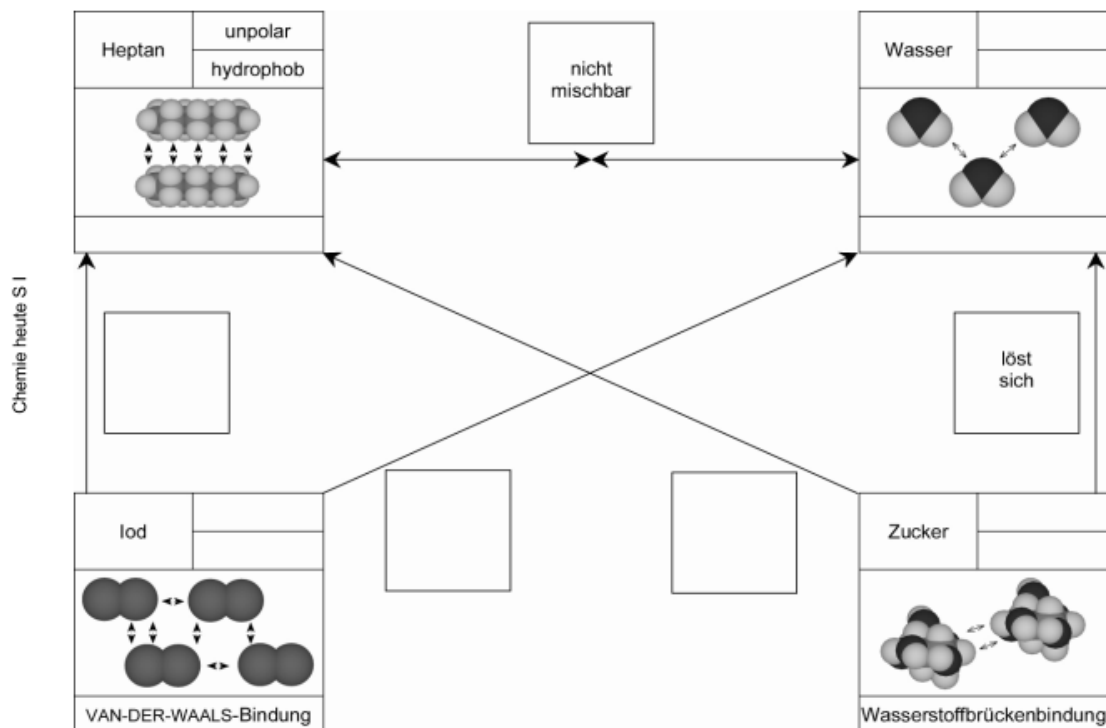 Heptan
unpolar
hydrophob
nicht
mischbar
Wasser
Chemie heute S I
löst
sich
Iod
Zucker
VAN-DER-WAALS-Bindung
Wasserstoffbrückenbindung